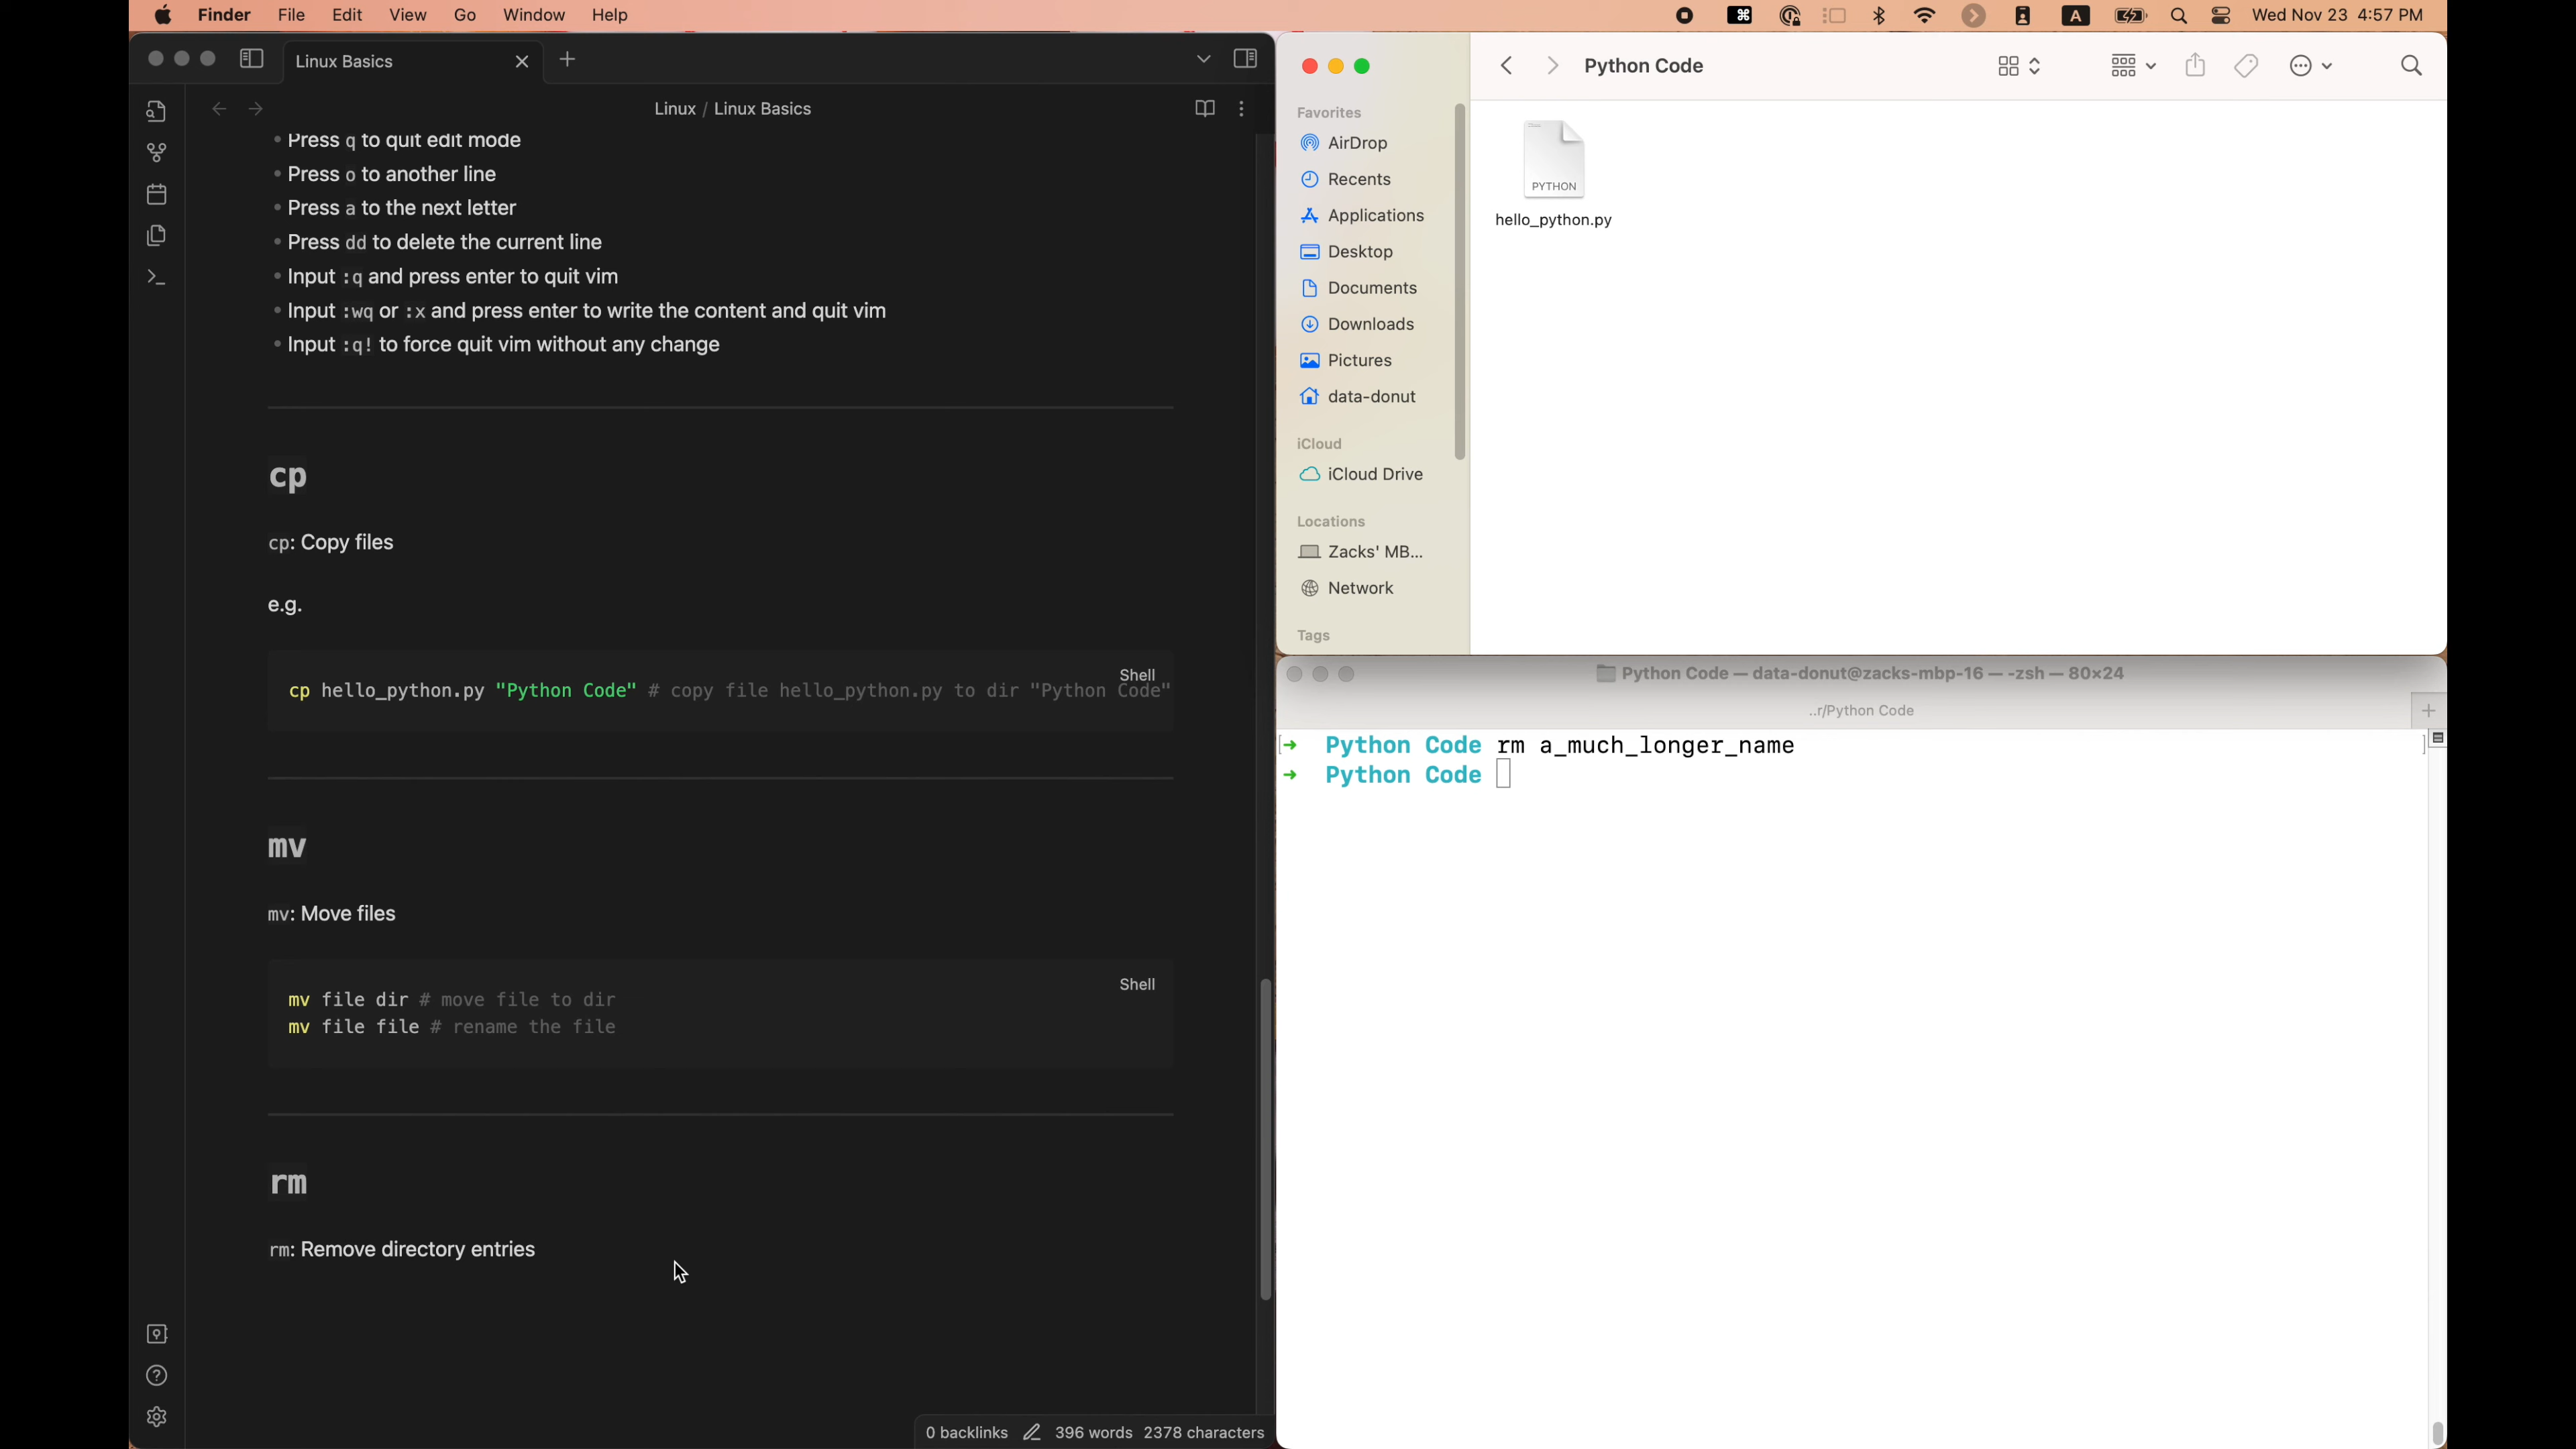 Finder File Edit View Go Window Help
A
Wed Nov 23 4:57 PM
Linux Basics
Linux / Linux Basics
Press q to quit edit mode
Press o to another line
Press a to the next letter
Press dd to delete the current line
Input :q and press enter to quit vim
Input :wq or :x and press enter to write the content and quit vim
Input :q! to force quit vim without any change
cp
cp: Copy files
e.g.
Shell
cp hello_python.py "Python Code" # copy file hello_python.py to dir "Python Code"
mv
mv: Move files
Shell
mv file dir # move file to dir
mv file file # rename the file
rm
rm: Remove directory entries
0 backlinks 396 words 2378 characters
Python Code
Favorites
AirDrop
Recents
Applications
Desktop
Documents
Downloads
Pictures
data-donut
iCloud
iCloud Drive
Locations
Zacks' MB...
Network
Tags
PYTHON
hello_python.py
Python Code — data-donut@zacks-mbp-16 — -zsh — 80×24
..r/Python Code
[➜ Python Code rm a_much_longer_name ]
➜ Python Code